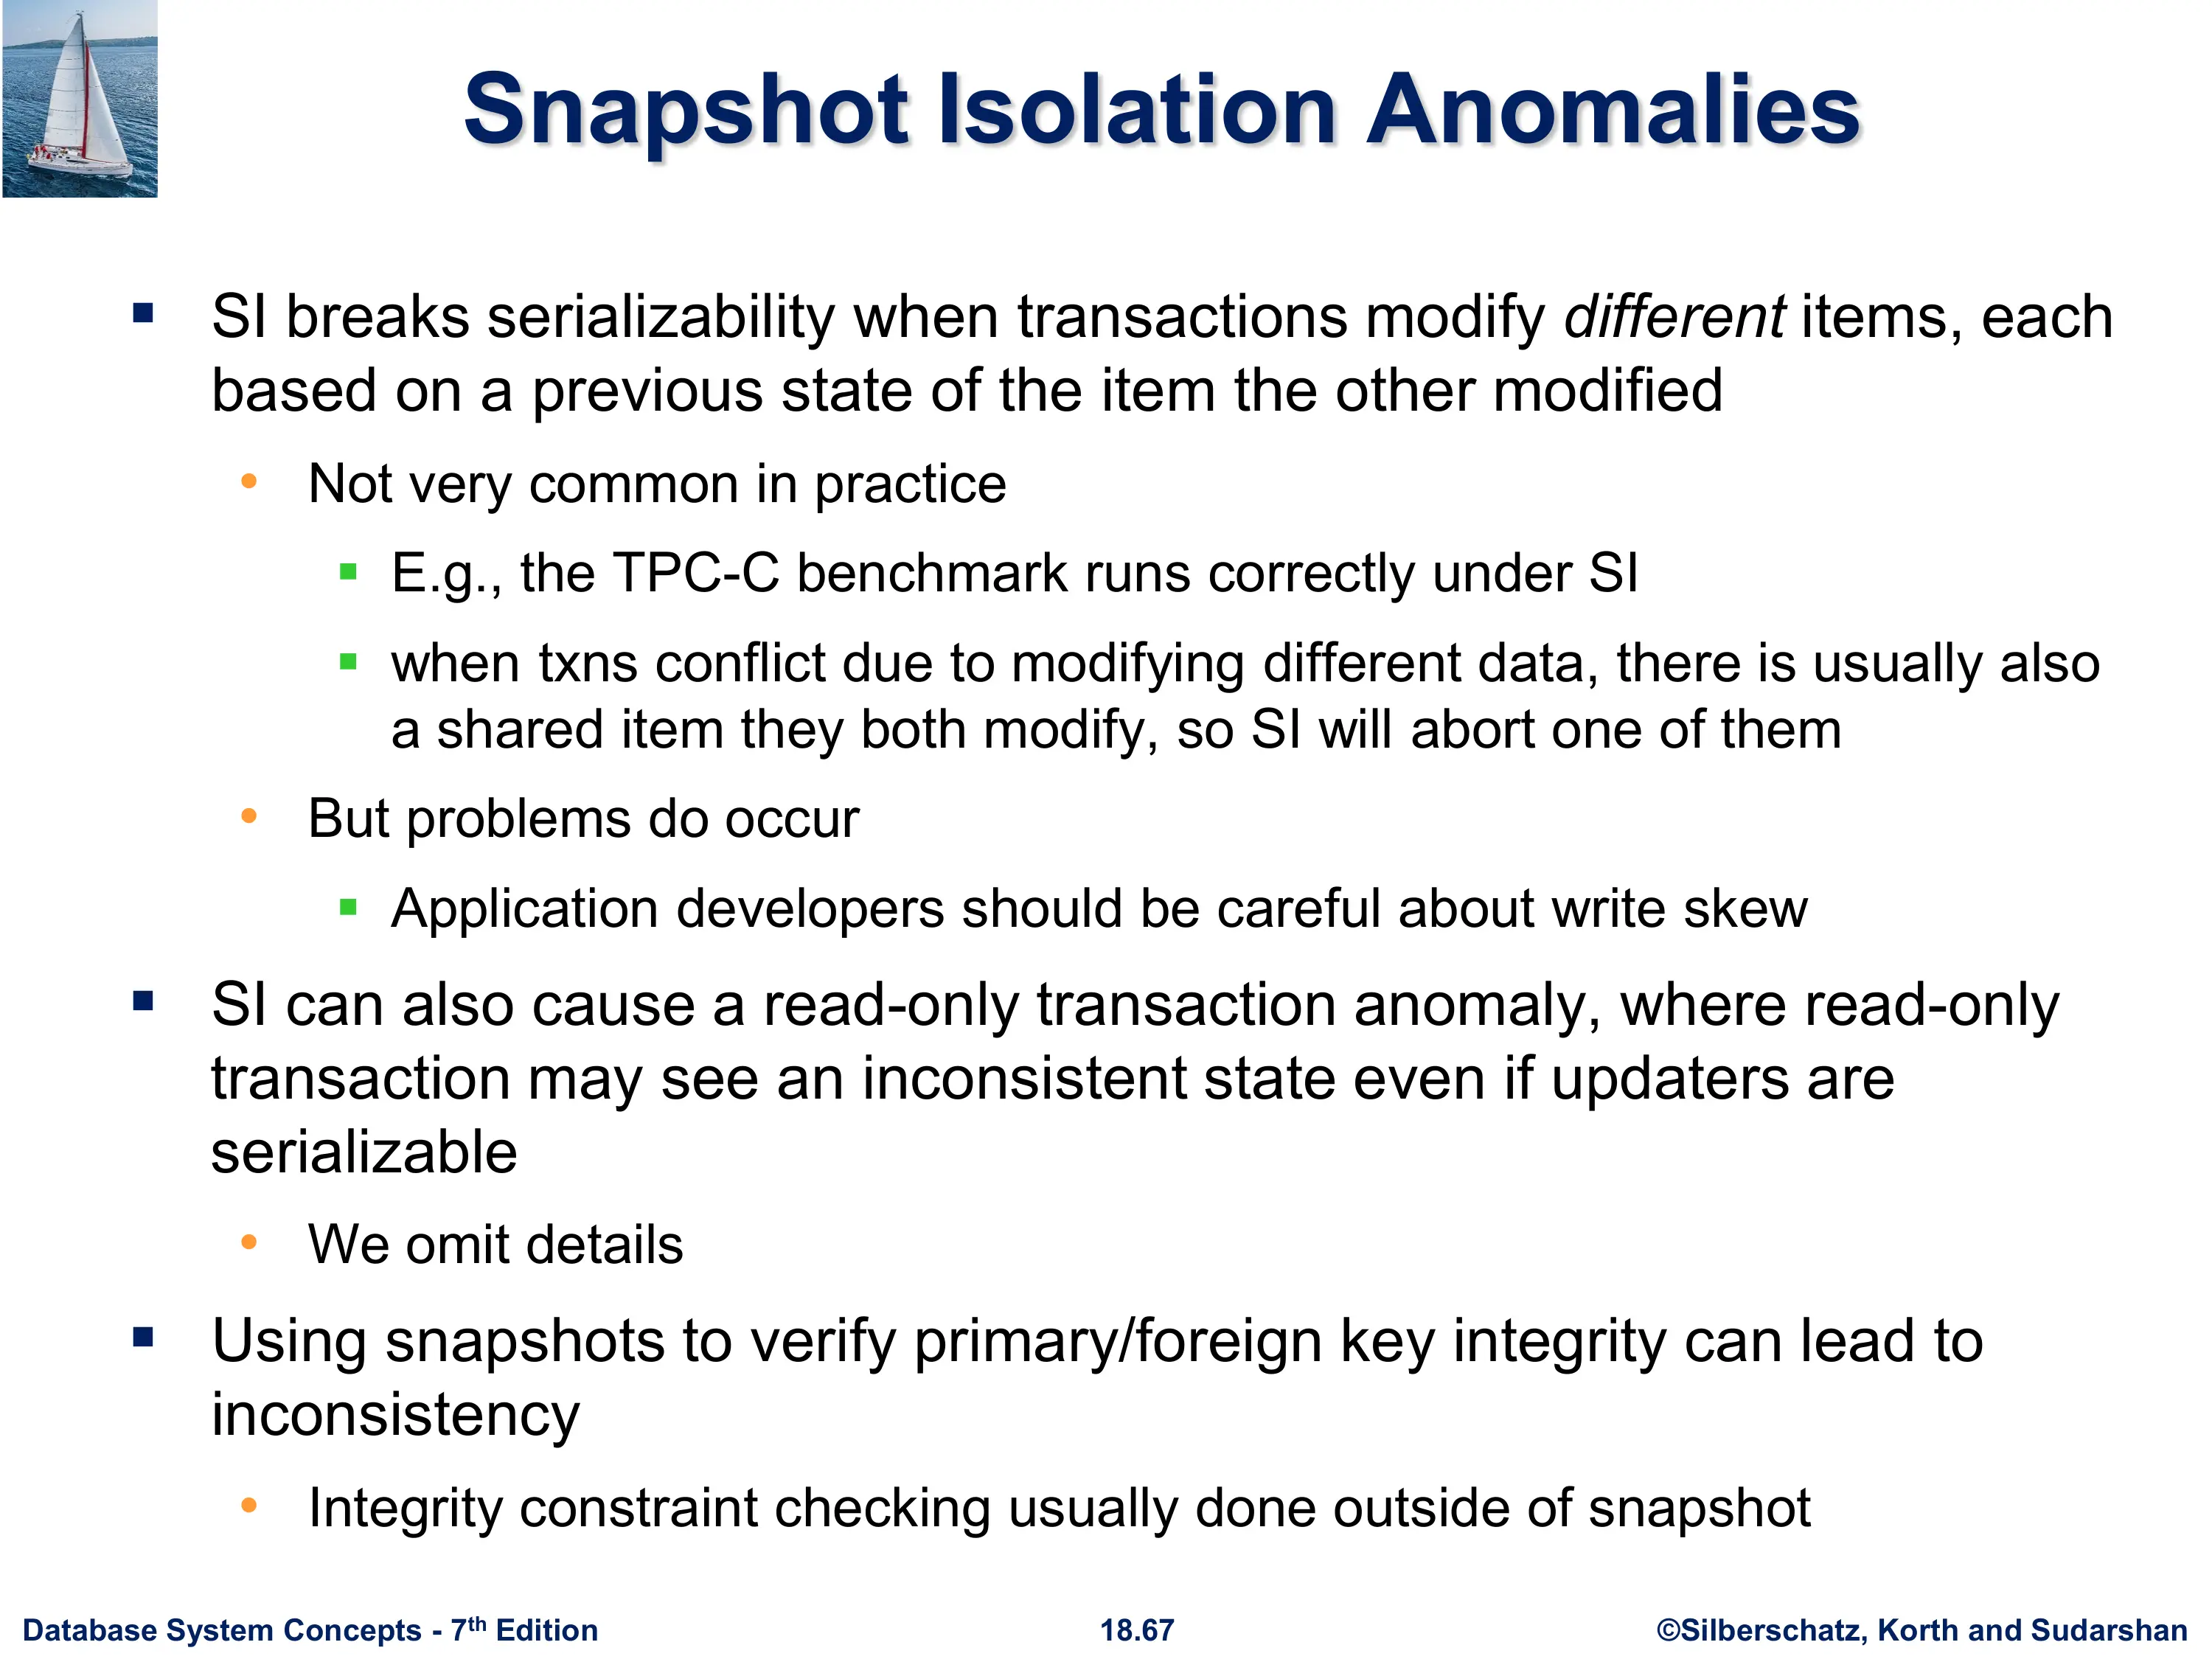 Snapshot Isolation Anomalies
SI breaks serializability when transactions modify different items, each
based on a previous state of the item the other modified
Not very common in practice
E.g., the TPC-C benchmark runs correctly under SI
when txns conflict due to modifying different data, there is usually also
a shared item they both modify, so SI will abort one of them
But problems do occur
Application developers should be careful about write skew
SI can also cause a read-only transaction anomaly, where read-only
transaction may see an inconsistent state even if updaters are
serializable
We omit details
Using snapshots to verify primary/foreign key integrity can lead to
inconsistency
Integrity constraint checking usually done outside of snapshot
Database System Concepts - 7th Edition
18.67
©Silberschatz, Korth and Sudarshan